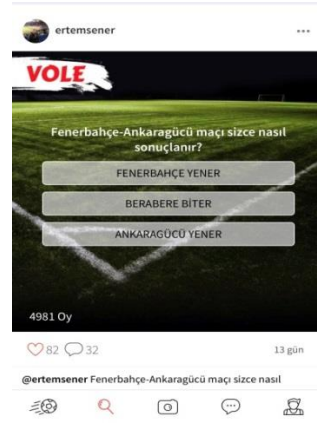 ertemsener
VOLE
Fenerbahçe-Ankaragücü maçı sizce nasıl
sonuçlanır?
FENERBAHÇE YENER
BERABERE BİTER
ANKARAGÜCÜ YENER
4981 Oy
82 32
13 gün
@ertemsener Fenerbahçe-Ankaragücü maçı sizce nasıl